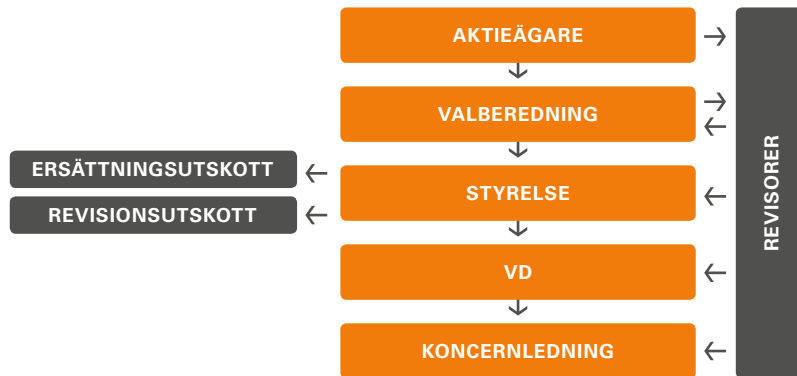 AKTIEÄGARE
VALBEREDNING
ERSÄTTNINGSUTSKOTT
REVISIONSUTSKOTT
STYRELSE
VD
KONCERNLEDNING
REVISORER